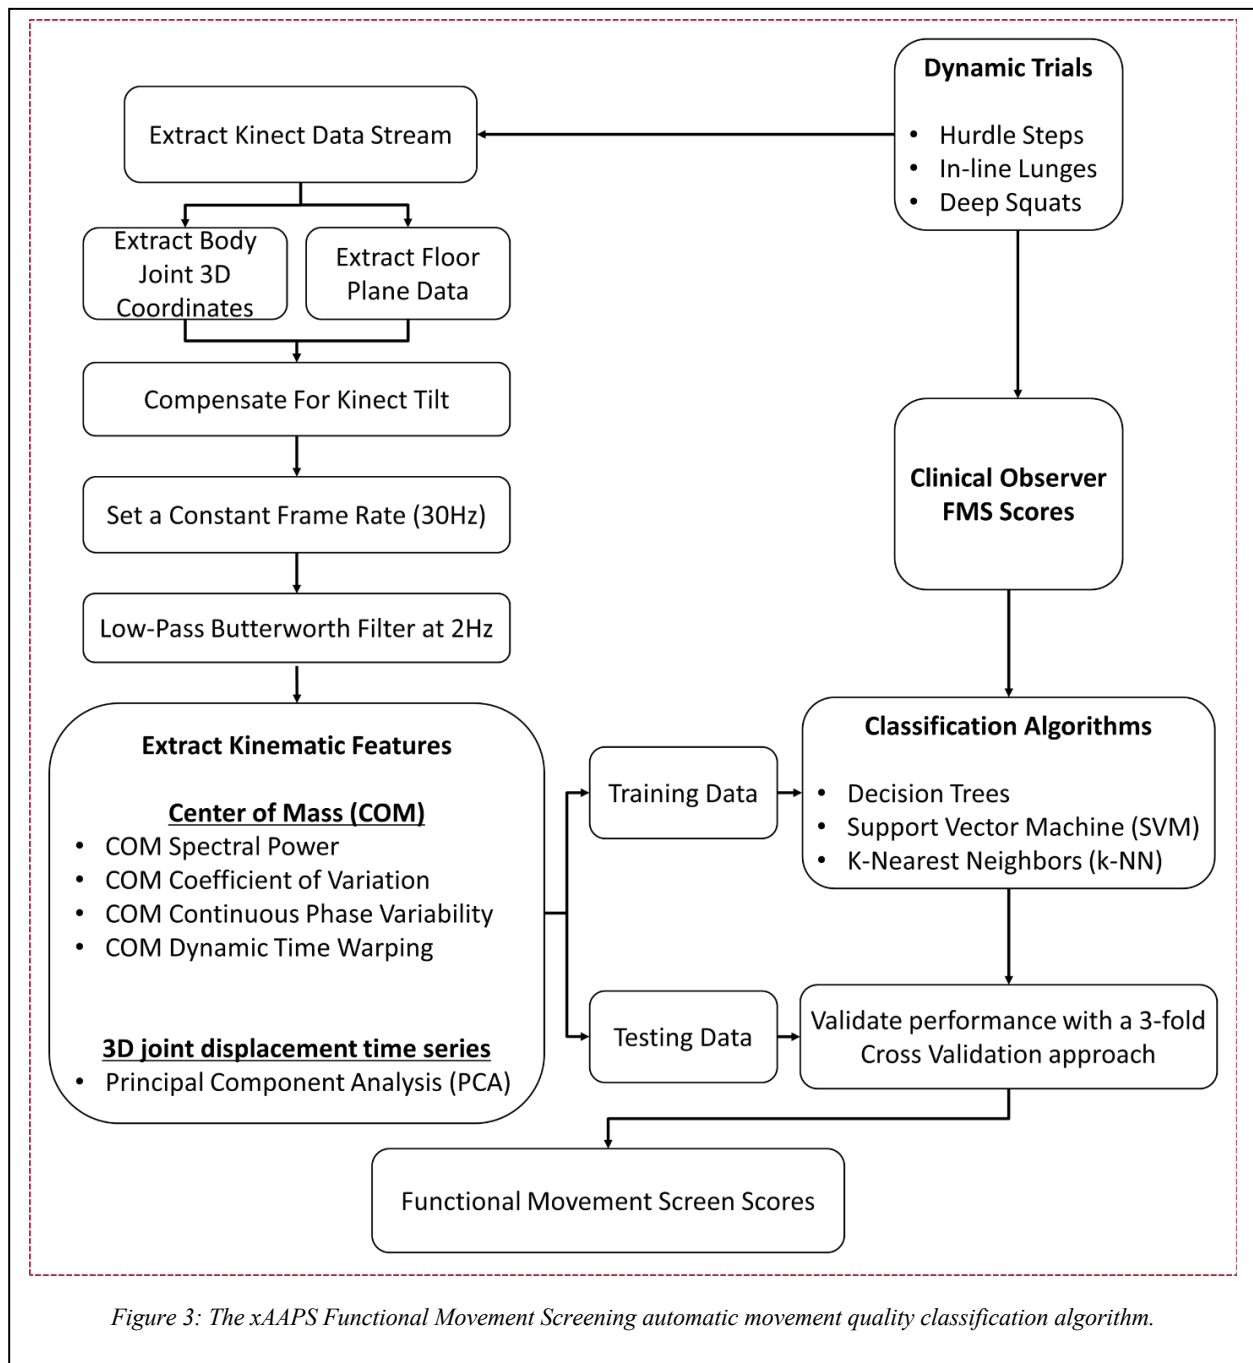 Dynamic Trials
• Hurdle Steps
• In-line Lunges
• Deep Squats
Extract Kinect Data Stream
Extract Body
Joint 3D
Coordinates
Extract Floor
Plane Data
Compensate For Kinect Tilt
Set a Constant Frame Rate (30Hz)
Low-Pass Butterworth Filter at 2Hz
Clinical Observer
FMS Scores
Extract Kinematic Features
Center of Mass (COM)
• COM Spectral Power
• COM Coefficient of Variation
• COM Continuous Phase Variability
• COM Dynamic Time Warping
3D joint displacement time series
• Principal Component Analysis (PCA)
Training Data
Testing Data
Classification Algorithms
• Decision Trees
• Support Vector Machine (SVM)
• K-Nearest Neighbors (k-NN)
Validate performance with a 3-fold
Cross Validation approach
Functional Movement Screen Scores
Figure 3: The xAAPS Functional Movement Screening automatic movement quality classification algorithm.